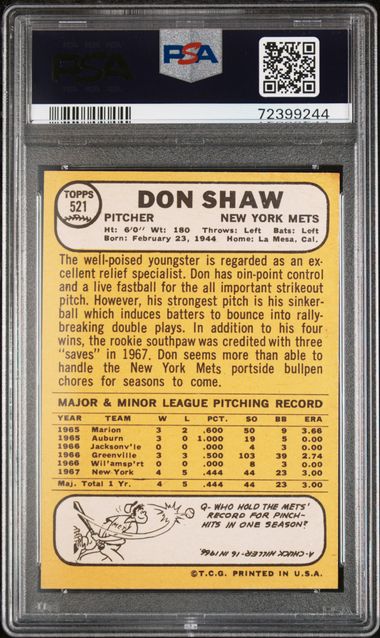 PSA
PSA
72399244
TOPPS
521
DON SHAW
PITCHER NEW YORK METS
Ht: 6'0" Wt: 180 Throws: Left Bats: Left
Born: February 23, 1944 Home: La Mesa, Cal.
The well-poised youngster is regarded as an ex-
cellent relief specialist. Don has oin-point control
and a live fastball for the all important strikeout
pitch. However, his strongest pitch is his sinker-
ball which induces batters to bounce into rally-
breaking double plays. In addition to his four
wins, the rookie southpaw was credited with three
"saves" in 1967. Don seems more than able to
handle the New York Mets portside bullpen
chores for seasons to come.
MAJOR & MINOR LEAGUE PITCHING RECORD
YEAR TEAM W L PCT. SO BB ERA
1965 Marion 3 2 .600 50 9 3.66
1965 Auburn 3 0 1.000 19 5 0.00
1966 Jacksonv'le 0 0 .000 4 3 0.00
1966 Greenville 3 3 .500 103 39 2.74
1966 Wil'amsp'rt 0 0 .000 8 3 0.00
1967 New York 4 5 .444 44 23 3.00
Maj. Total 1 Yr. 4 5 .444 44 23 3.00
Q- WHO HOLD THE METS'
RECORD FOR PINCH-
HITS IN ONE SEASON?
A- CHUCK HILLER - 16 IN 1966.
METS
©T.C.G. PRINTED IN U.S.A.